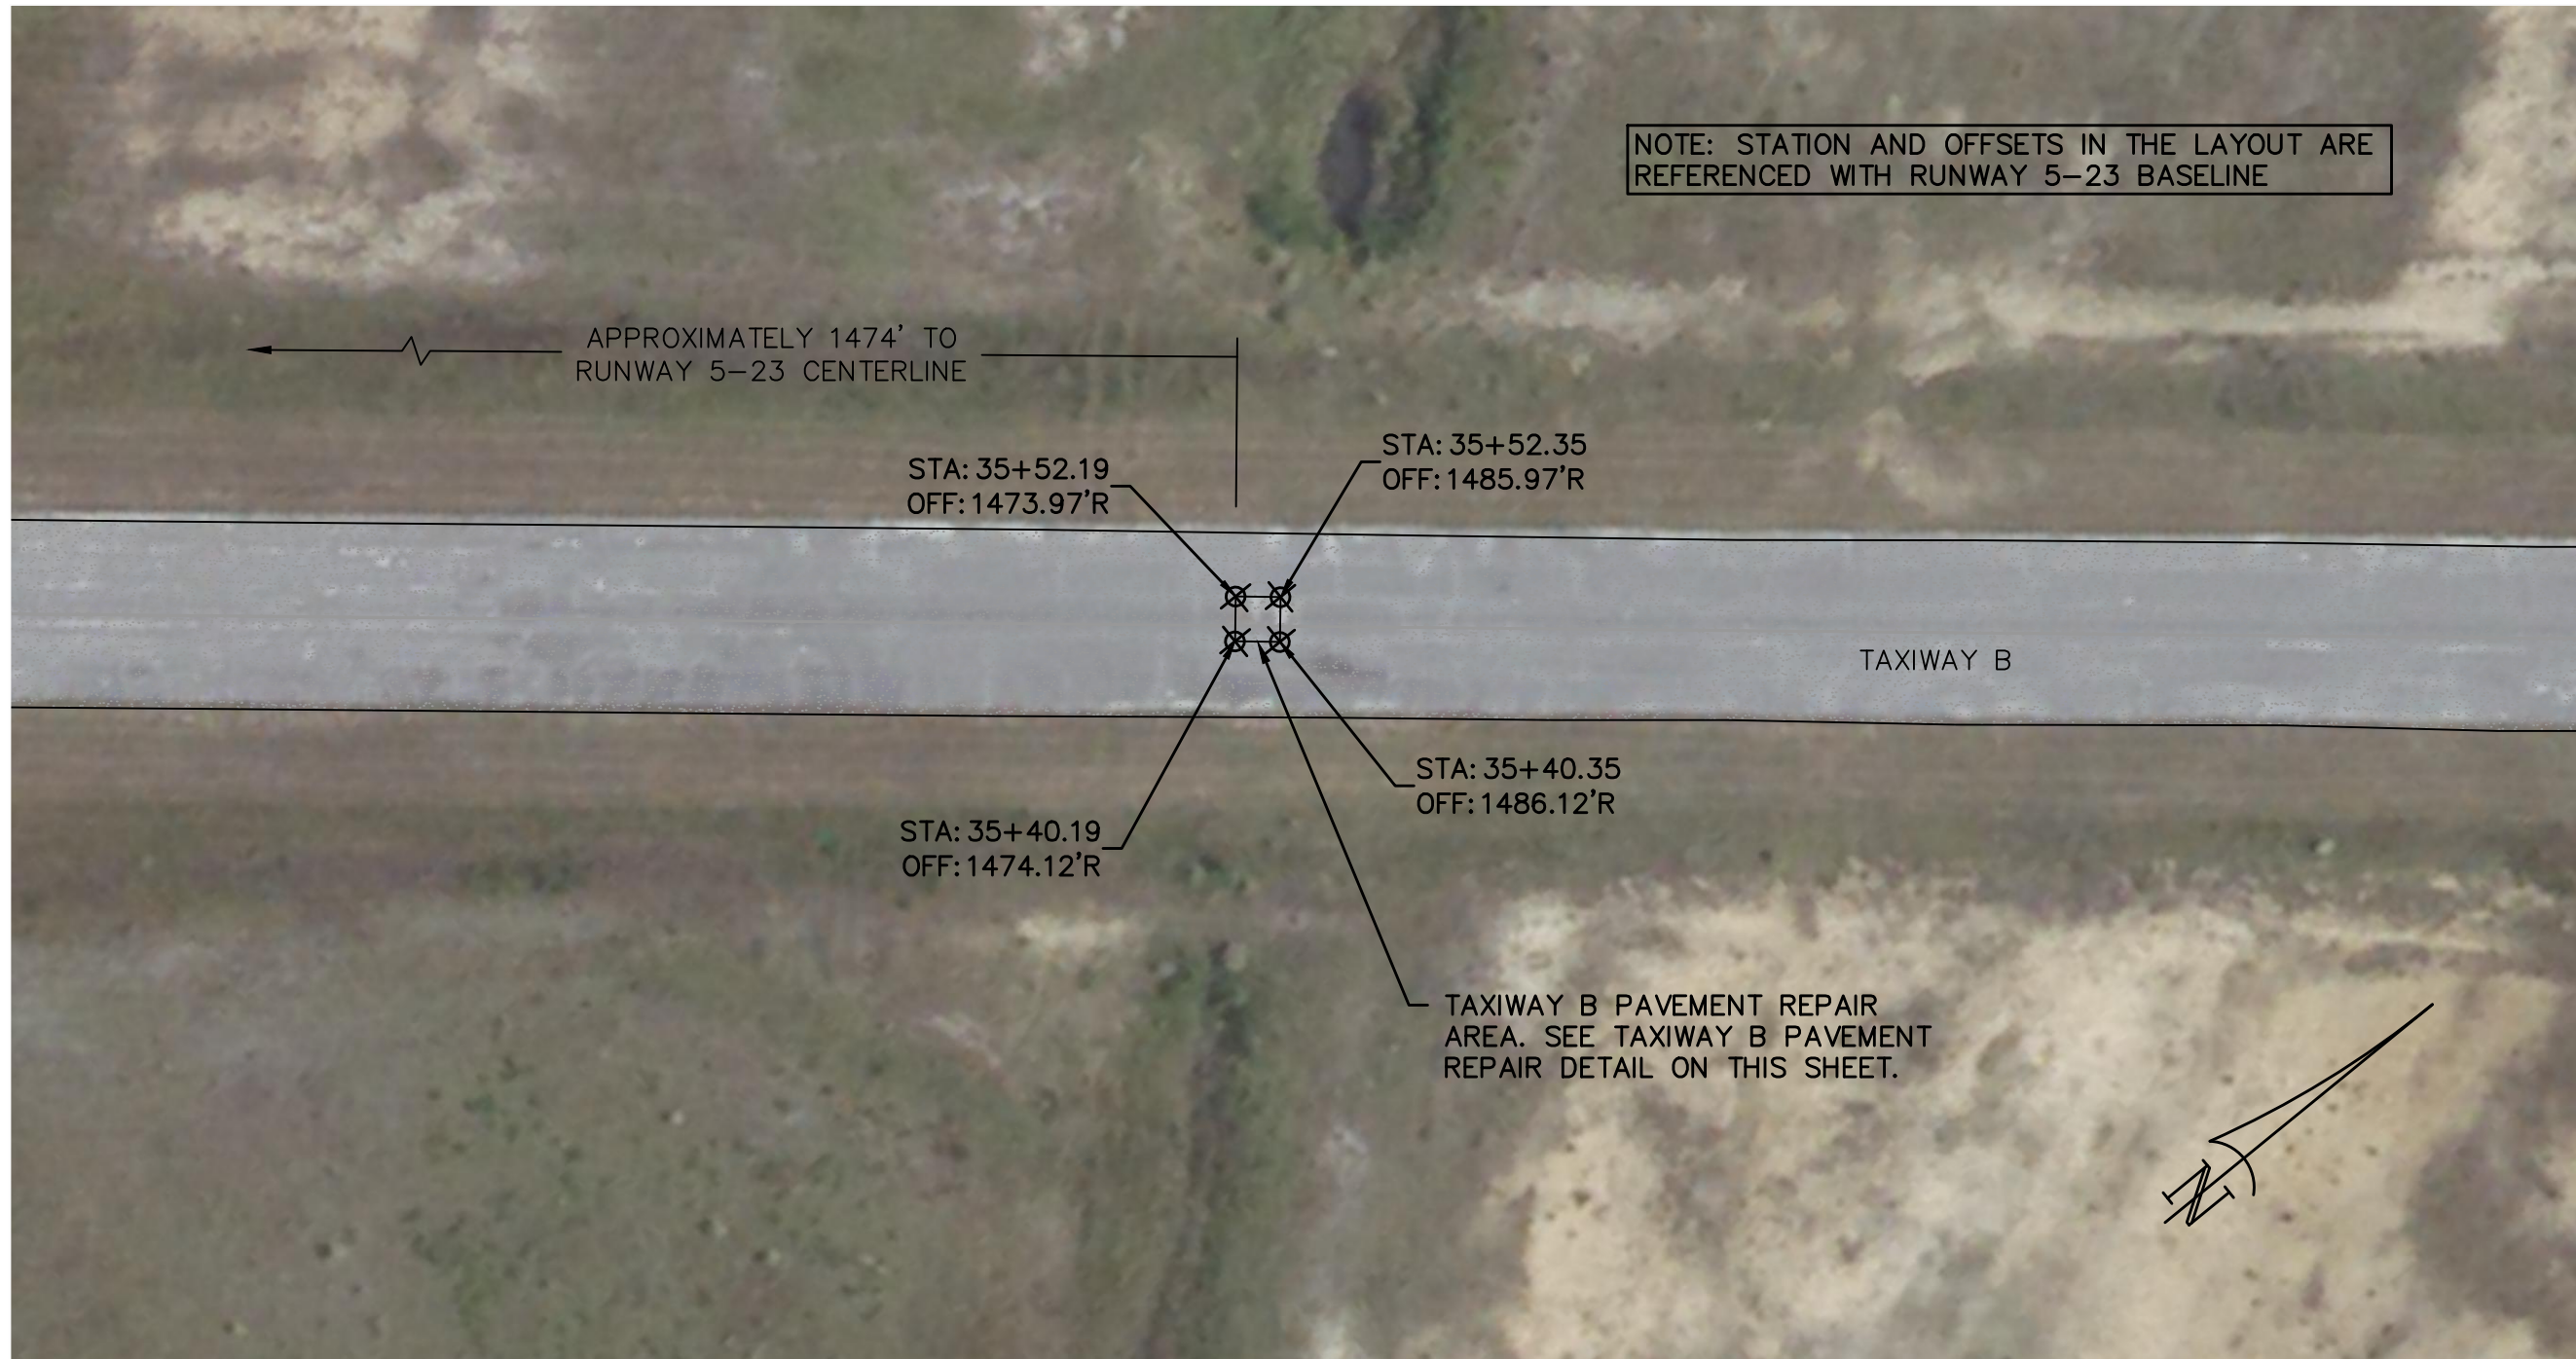 NOTE: STATION AND OFFSETS IN THE LAYOUT ARE
REFERENCED WITH RUNWAY 5-23 BASELINE
APPROXIMATELY 1474' TO
RUNWAY 5-23 CENTERLINE
STA: 35+52.19
OFF: 1473.97'R
STA: 35+52.35
OFF: 1485.97'R
TAXIWAY B
STA: 35+40.35
OFF: 1486.12'R
STA: 35+40.19
OFF: 1474.12'R
TAXIWAY B PAVEMENT REPAIR
AREA. SEE TAXIWAY B PAVEMENT
REPAIR DETAIL ON THIS SHEET.
N